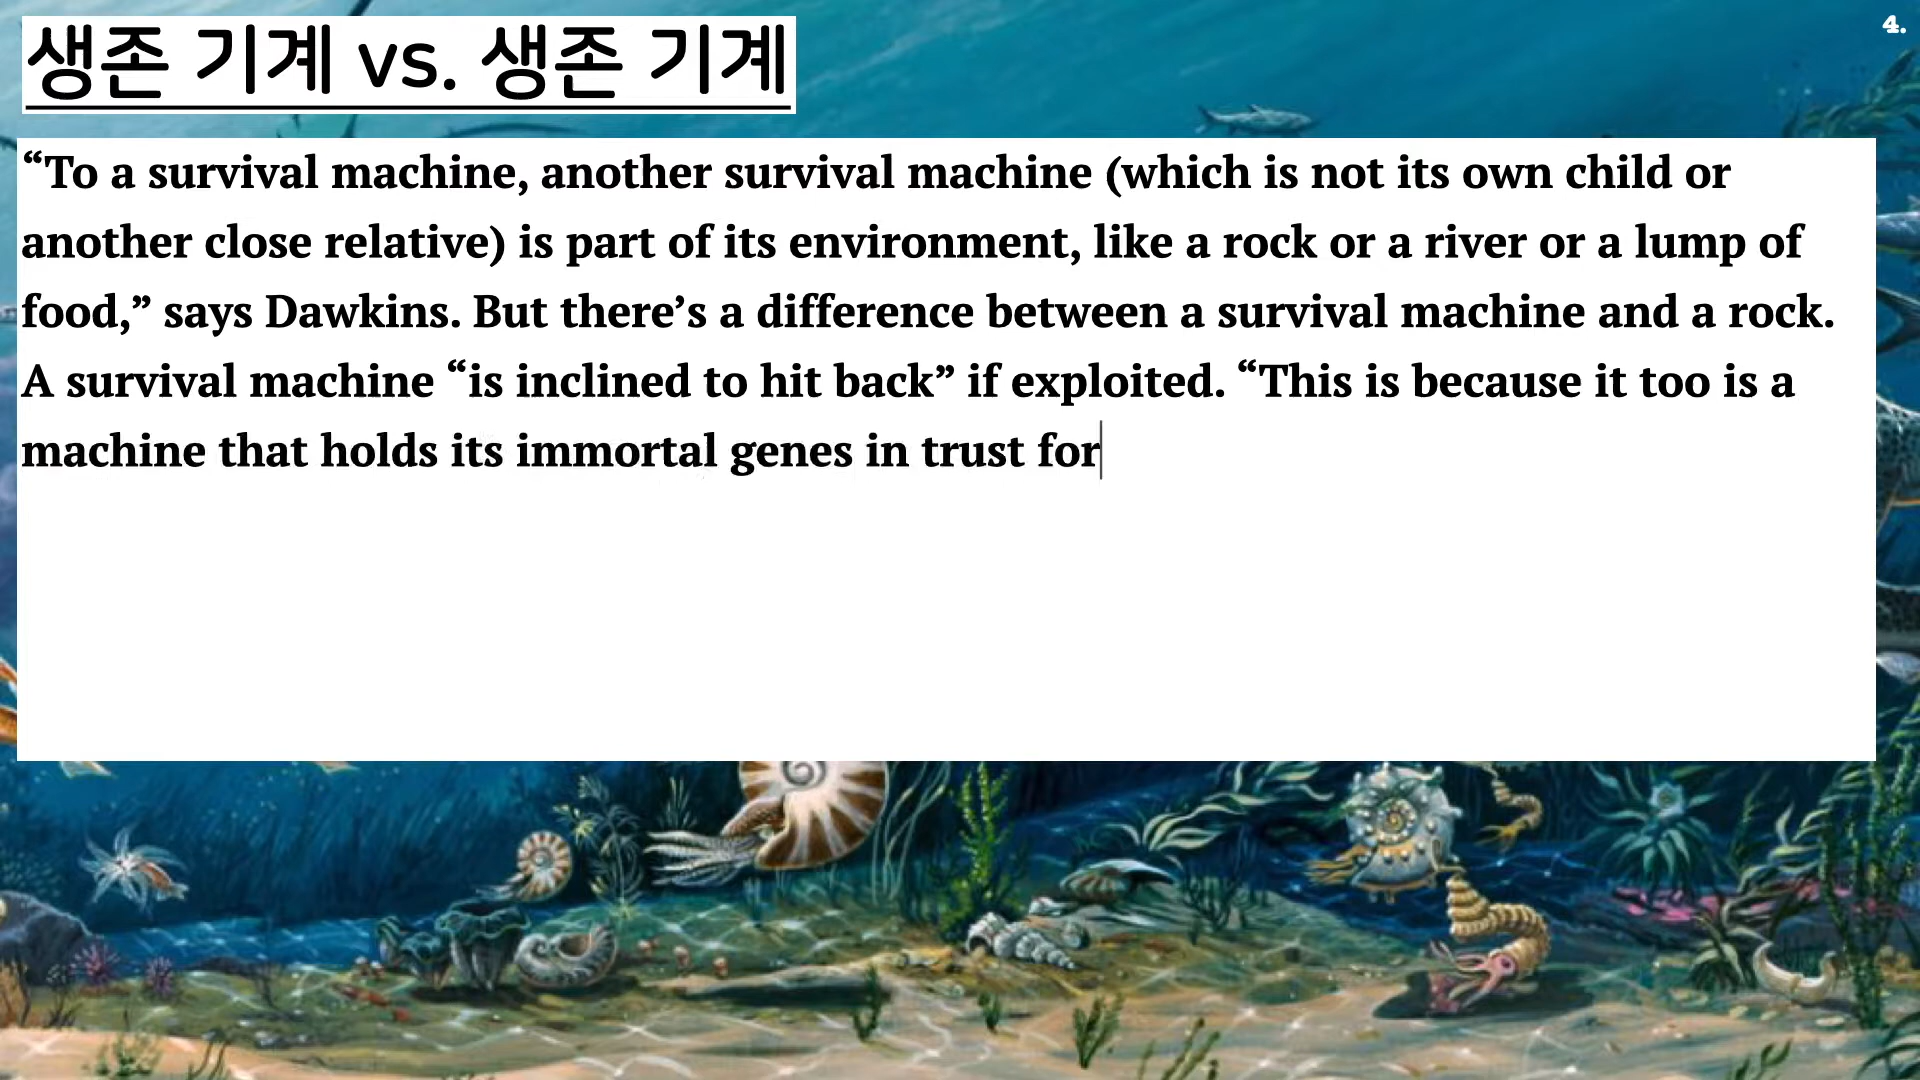 생존 기계 vs. 생존 기계
4.
“To a survival machine, another survival machine (which is not its own child or
another close relative) is part of its environment, like a rock or a river or a lump of
food,” says Dawkins. But there’s a difference between a survival machine and a rock.
A survival machine “is inclined to hit back” if exploited. “This is because it too is a
machine that holds its immortal genes in trust for